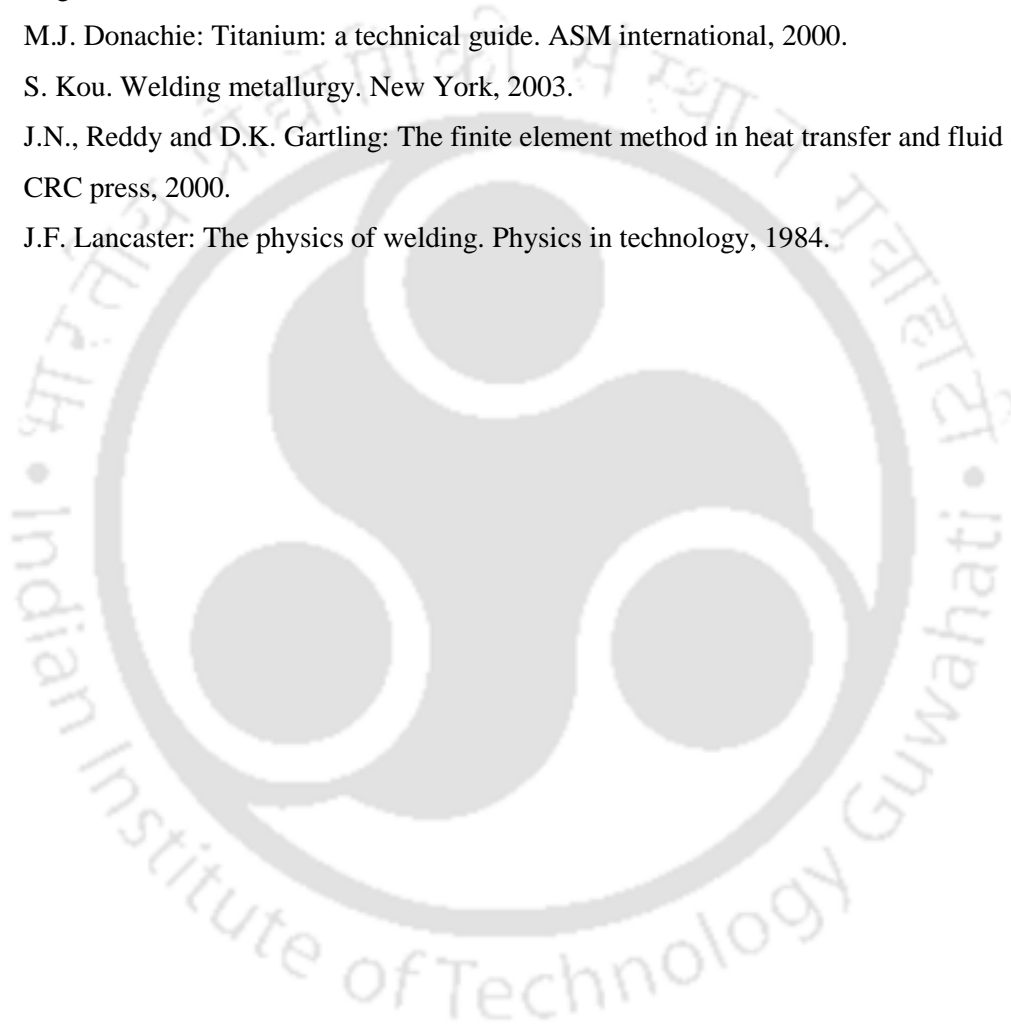 M.J. Donachie: Titanium: a technical guide. ASM international, 2000.
S. Kou. Welding metallurgy. New York, 2003.
J.N., Reddy and D.K. Gartling: The finite element method in heat transfer and fluid
CRC press, 2000.
J.F. Lancaster: The physics of welding. Physics in technology, 1984.
भारतीय प्रौद्योगिकी संस्थान गुवाहाटी
Indian Institute of Technology Guwahati